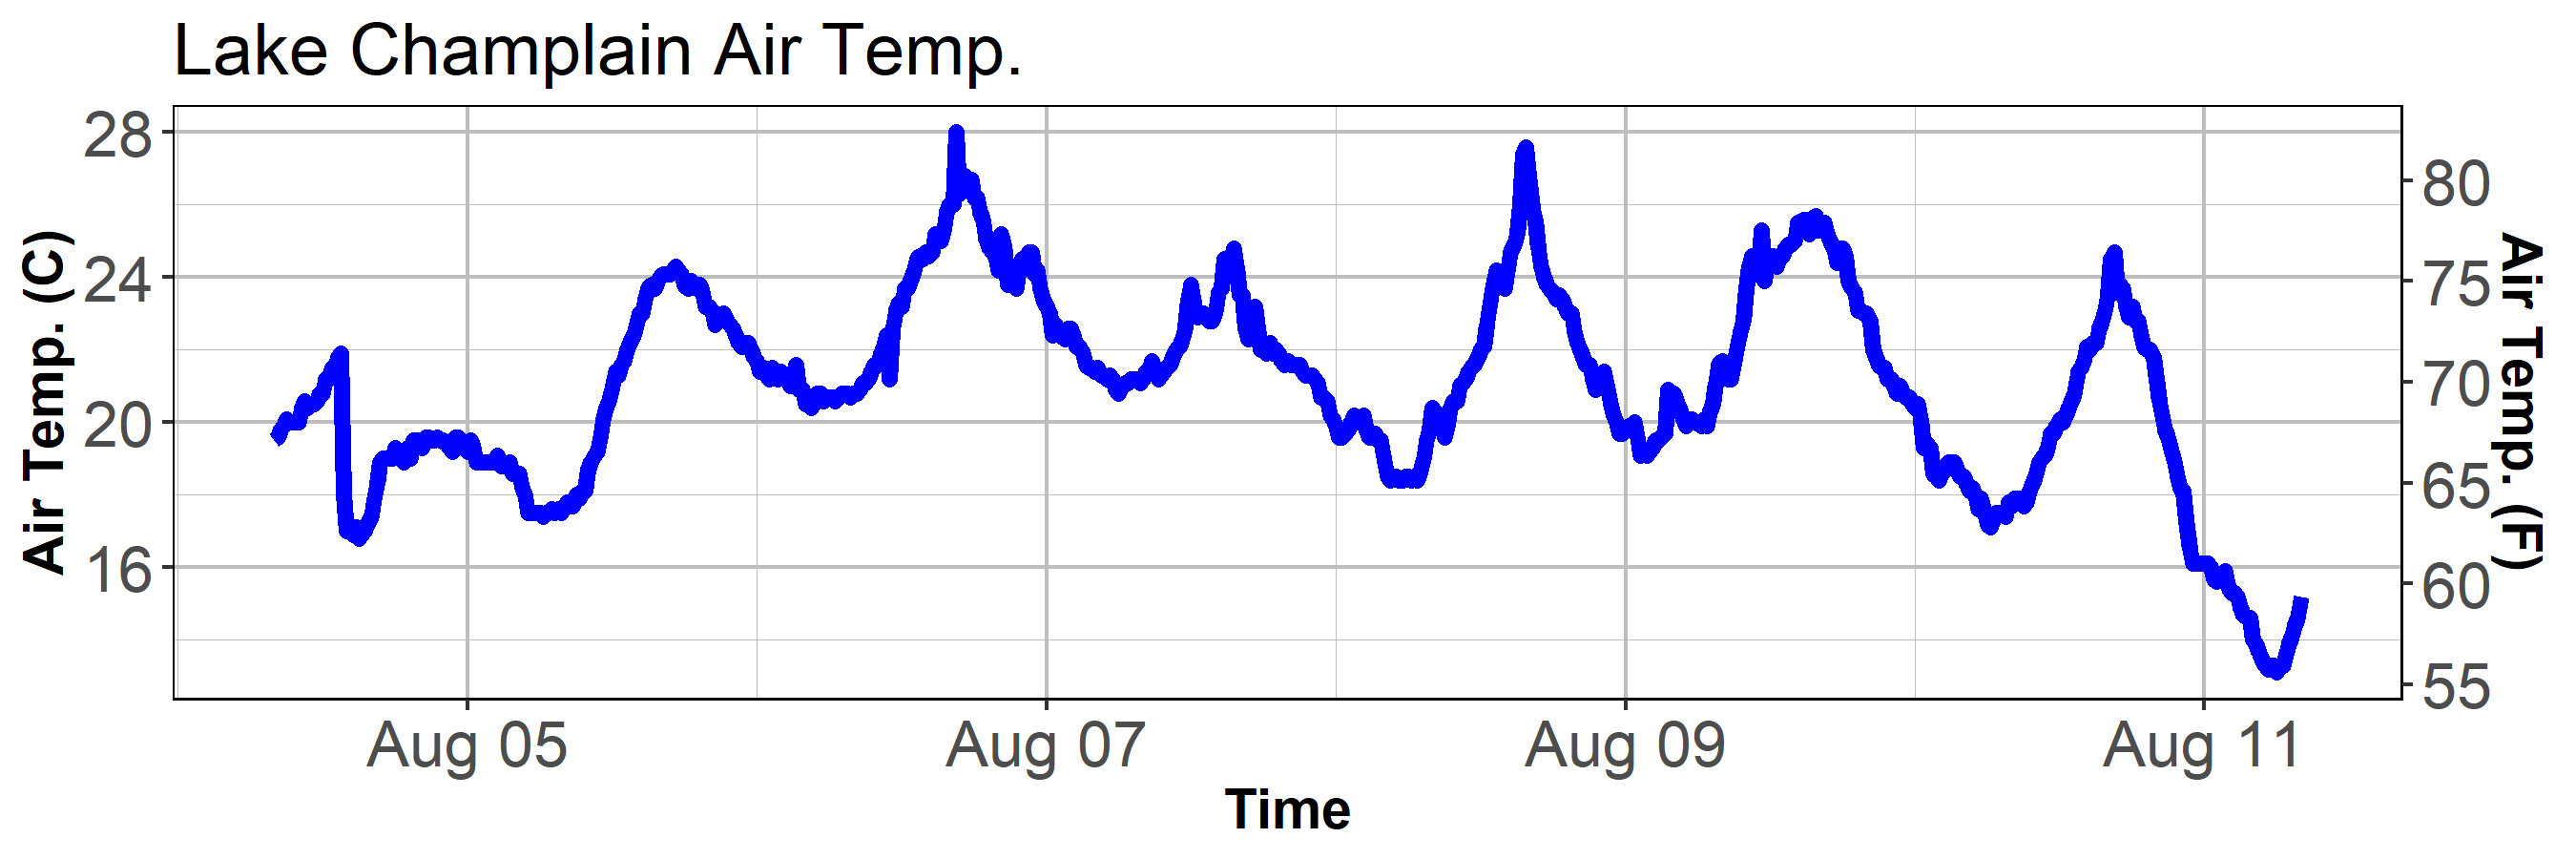 Lake Champlain Air Temp.
28
24
20
16
Air Temp. (C)
80
75
70
65
60
55
Air Temp. (F)
Aug 05
Aug 07
Aug 09
Aug 11
Time